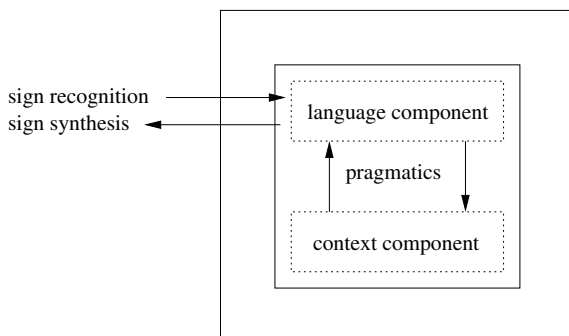 sign recognition
sign synthesis
language component
pragmatics
context component